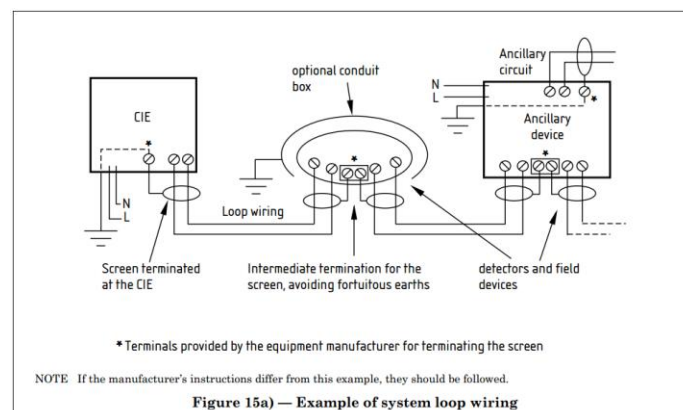 Ancillary
circuit
optional conduit
box
N
L
*
CIE
*
*
Ancillary
device
*
N
L
Loop wiring
Screen terminated
at the CIE
Intermediate termination for the
screen, avoiding fortuitous earths
detectors and field
devices
* Terminals provided by the equipment manufacturer for terminating the screen
NOTE If the manufacturer's instructions differ from this example, they should be followed.
Figure 15a) — Example of system loop wiring